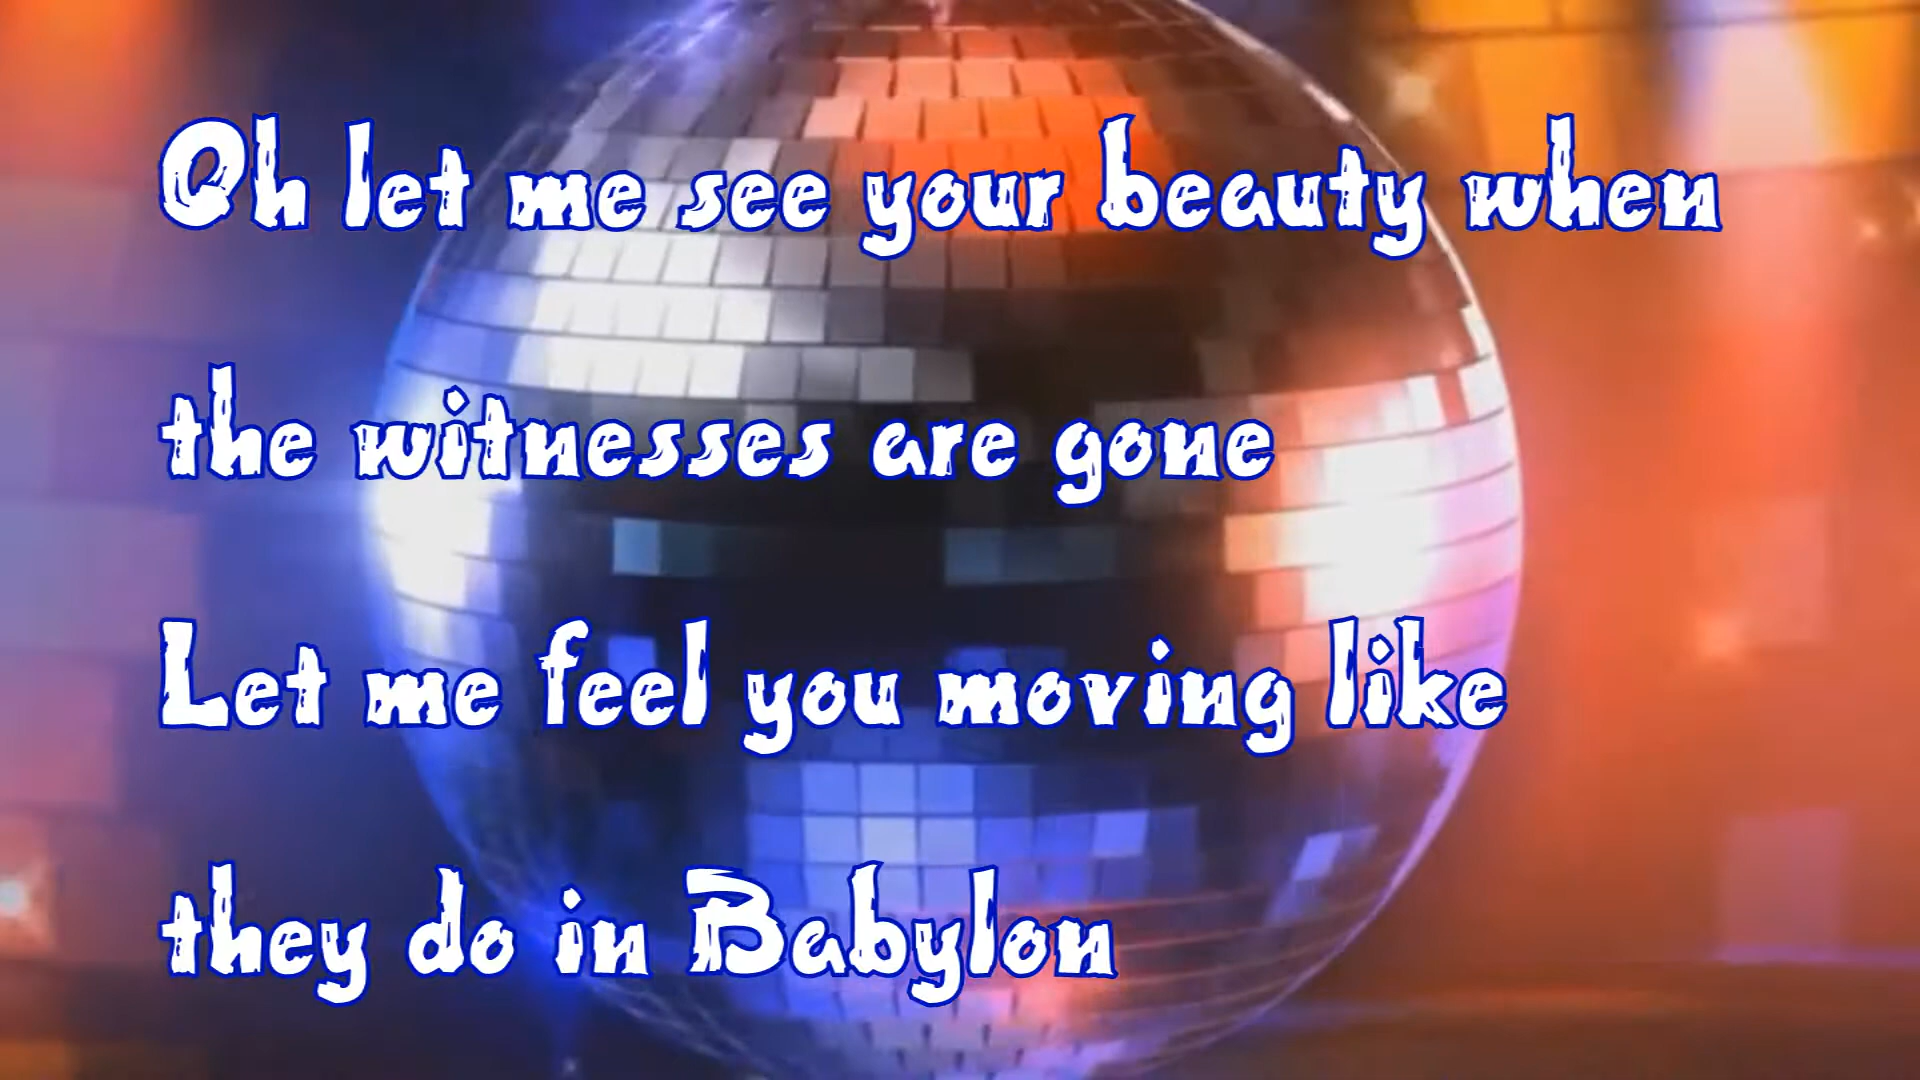 Oh let me see your beauty when
the witnesses are gone
Let me feel you moving like
they do in Babylon